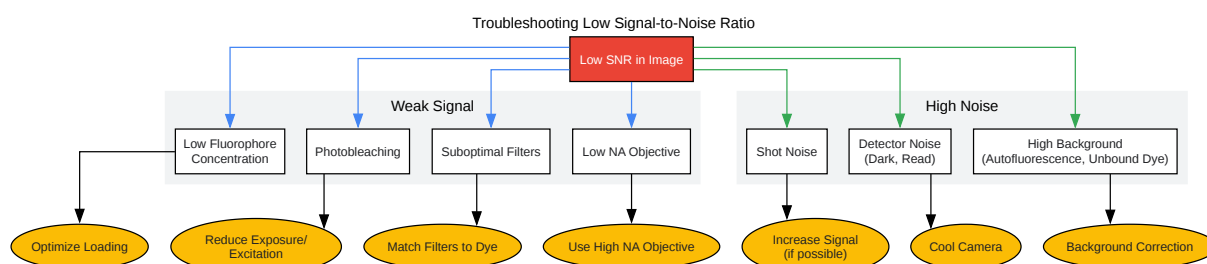 Troubleshooting Low Signal-to-Noise Ratio
Low SNR in Image
Weak Signal
High Noise
Low Fluorophore
Concentration
Photobleaching
Suboptimal Filters
Low NA Objective
Shot Noise
Detector Noise
(Dark, Read)
High Background
(Autofluorescence, Unbound Dye)
Optimize Loading
Reduce Exposure/
Excitation
Match Filters to Dye
Use High NA Objective
Increase Signal
(if possible)
Cool Camera
Background Correction